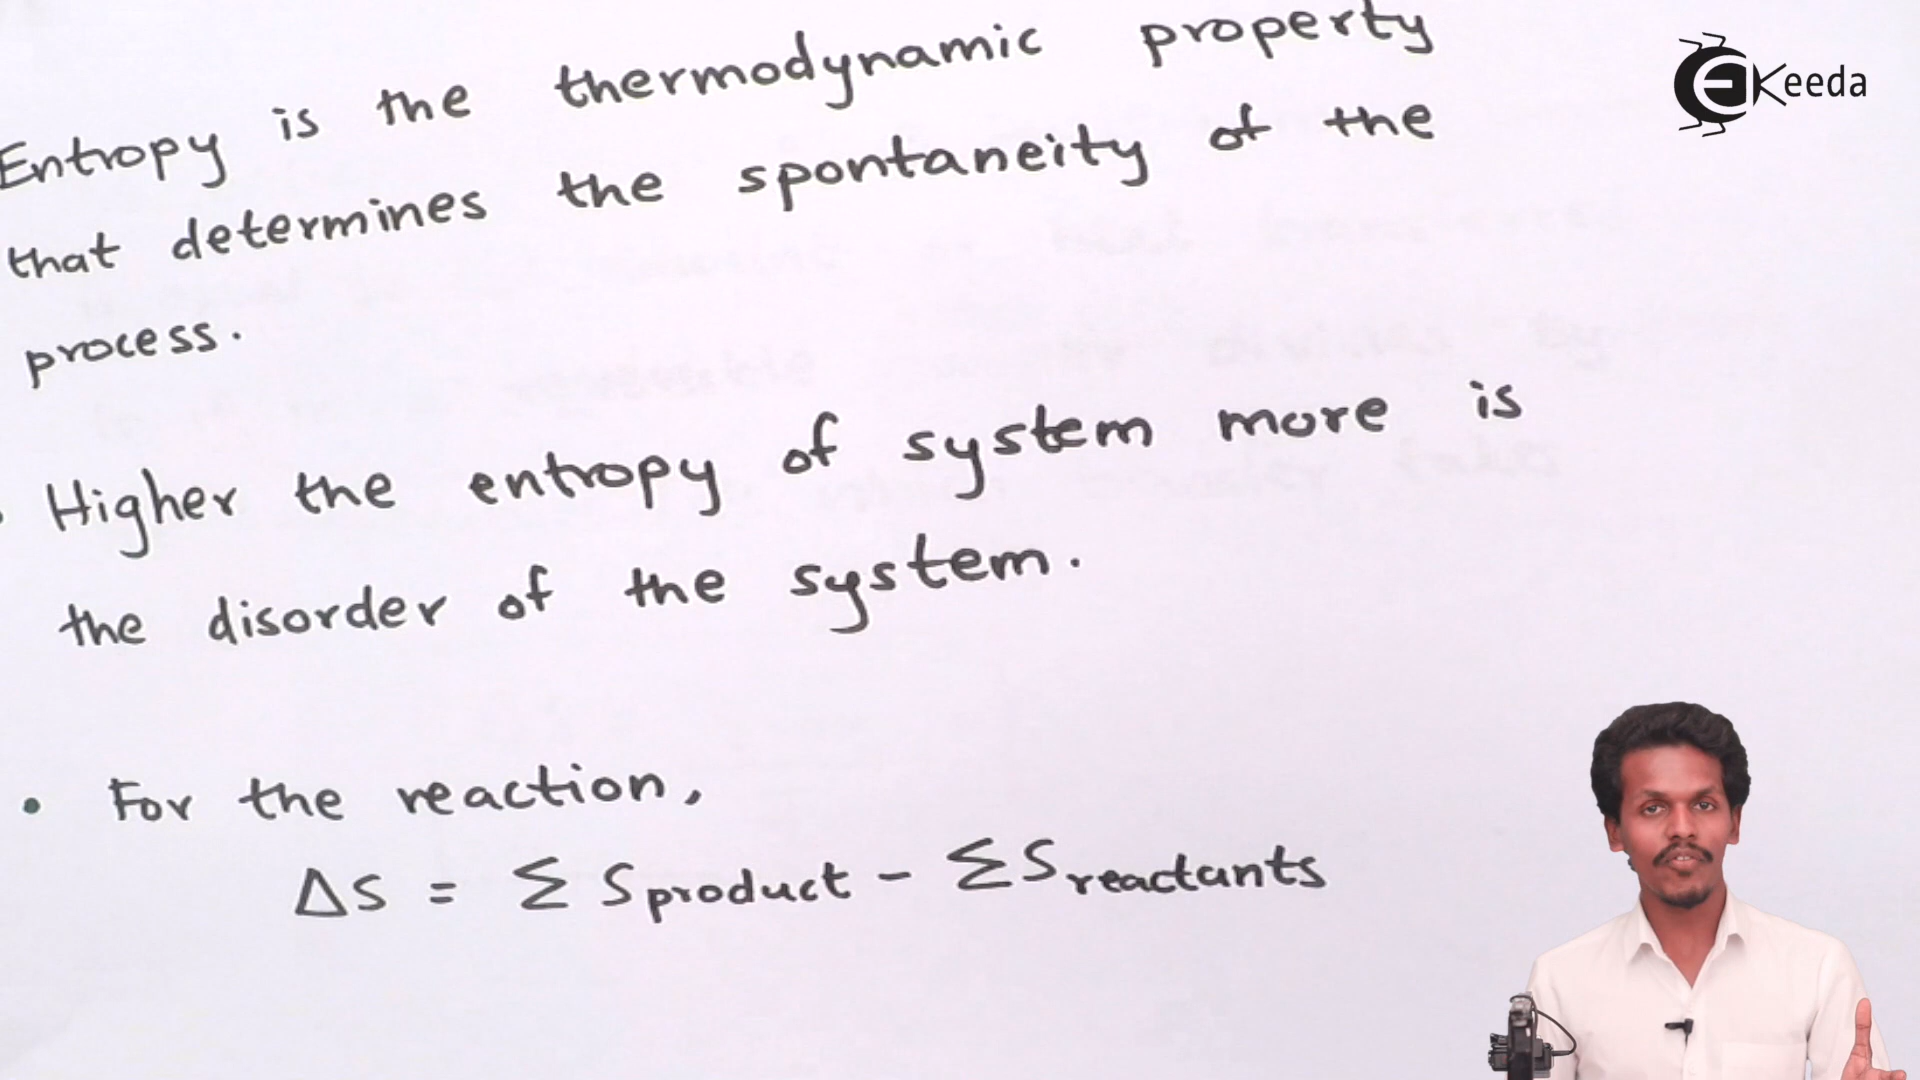 Entropy is the thermodynamic property
that determines the spontaneity of the
process.
• Higher the entropy of system more is
the disorder of the system.
• For the reaction,
ΔS = Σ Sproduct - ΣSreactants
EKeeda